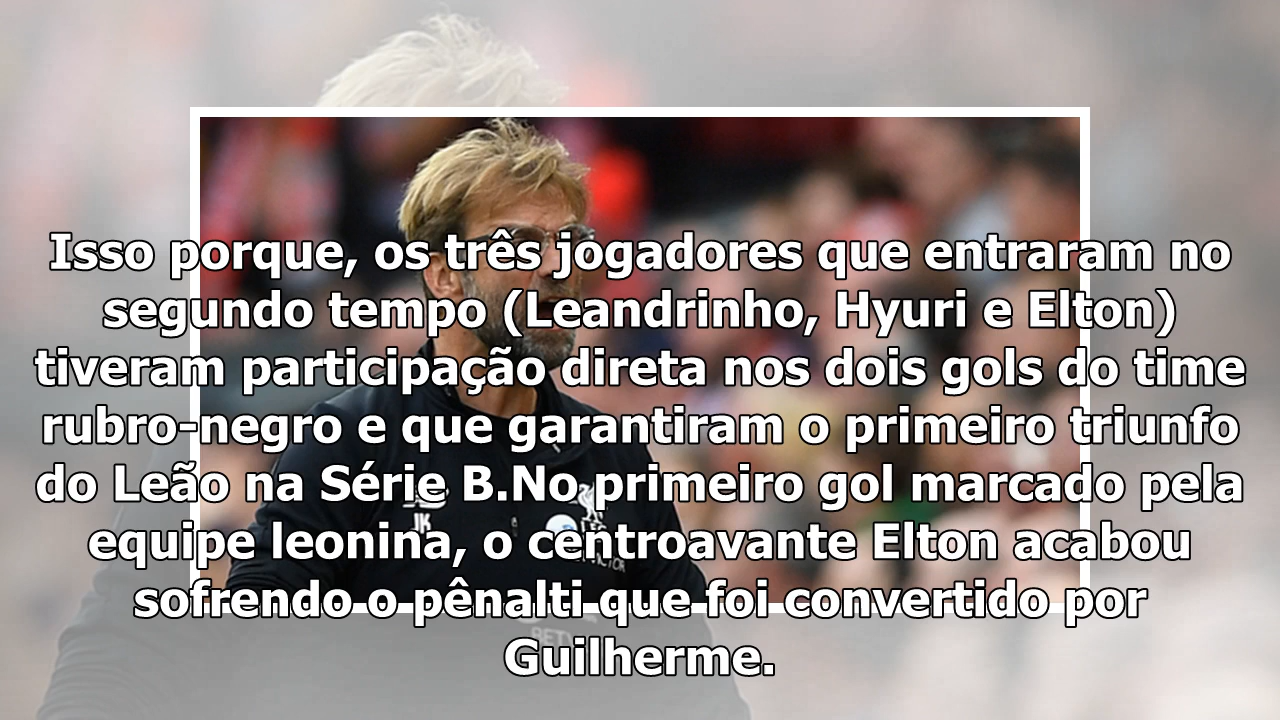 Isso porque, os três jogadores que entraram no
segundo tempo (Leandrinho, Hyuri e Elton)
tiveram participação direta nos dois gols do time
rubro-negro e que garantiram o primeiro triunfo
do Leão na Série B.No primeiro gol marcado pela
equipe leonina, o centroavante Elton acabou
sofrendo o pênalti que foi convertido por
Guilherme.
JK